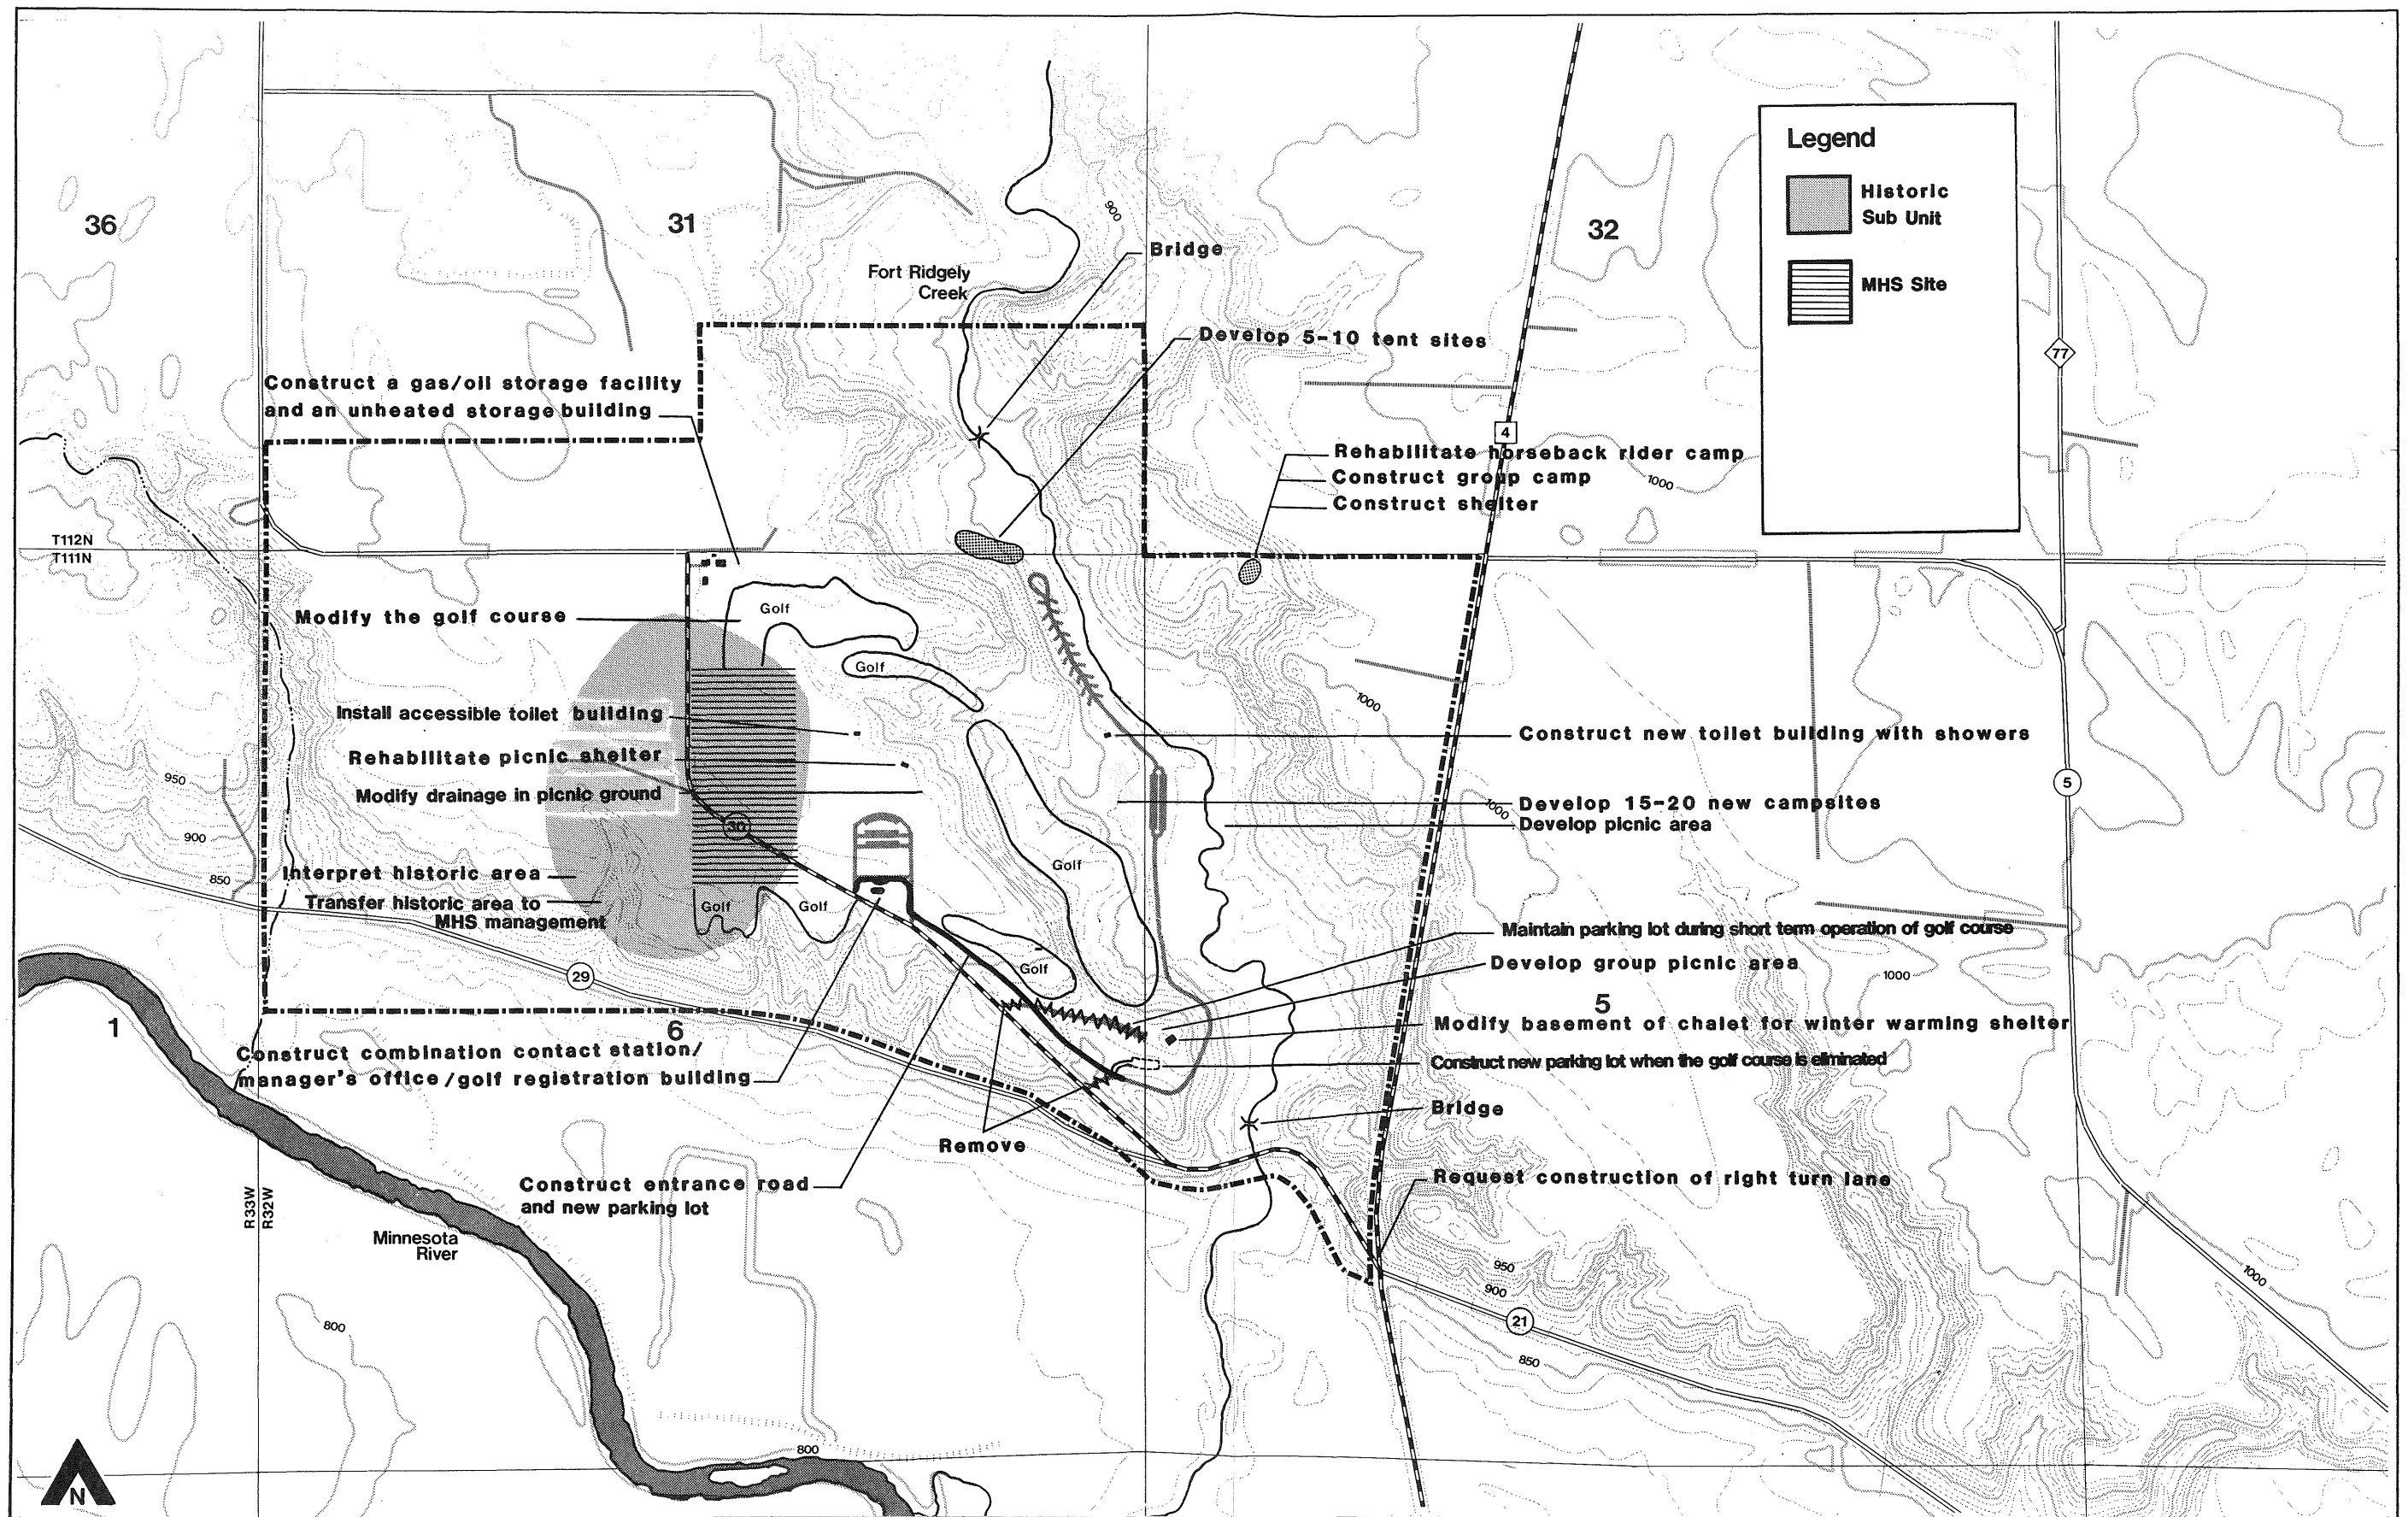 Legend
Historic
Sub Unit
MHS Site
36
31
32
900
Bridge
Fort Ridgely
Creek
Develop 5-10 tent sites
77
Construct a gas/oil storage facility
and an unheated storage building
4
Rehabilitate horseback rider camp
Construct group camp
Construct shelter
1000
T112N
T111N
Modify the golf course
Golf
Golf
1000
Install accessible toilet building
Construct new toilet building with showers
Rehabilitate picnic shelter
950
5
Modify drainage in picnic ground
1000
Develop 15-20 new campsites
Develop picnic area
30
900
Golf
850
Interpret historic area
Transfer historic area to
MHS management
Golf
Golf
Maintain parking lot during short term operation of golf course
Golf
Develop group picnic area
29
1000
5
1
6
Modify basement of chalet for winter warming shelter
Construct combination contact station/
manager's office/golf registration building
Construct new parking lot when the golf course is eliminated
Bridge
Remove
Request construction of right turn lane
Construct entrance road
and new parking lot
R33W
R32W
Minnesota
River
950
900
1000
21
800
850
800
N